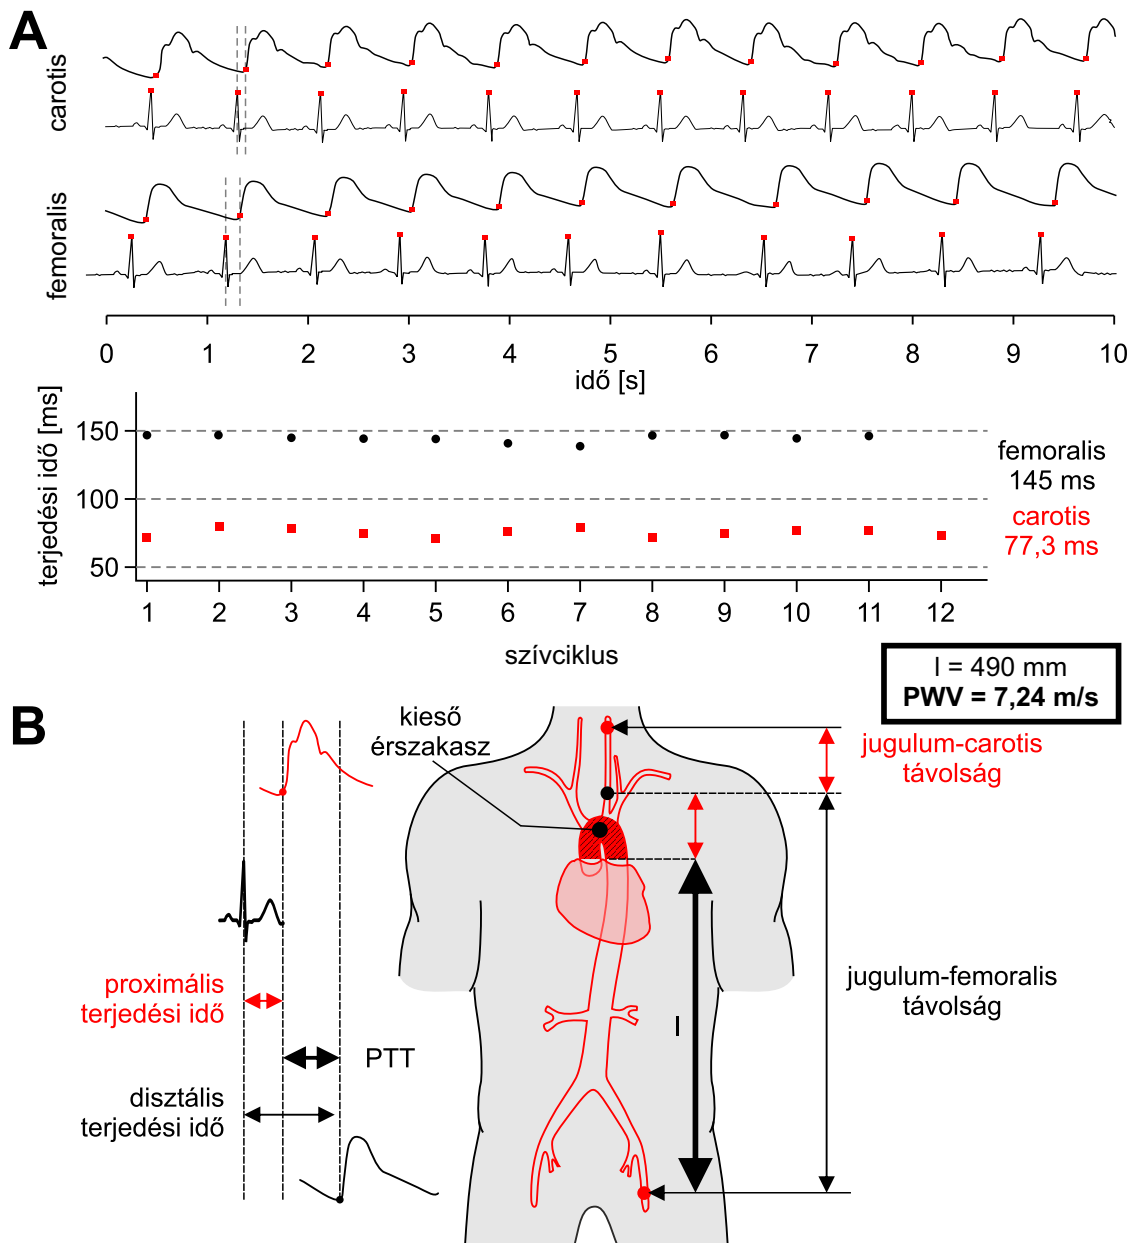 A
carotis
femoralis
0 1 2 3 4 5 6 7 8 9 10
idő [s]
terjedési idő [ms]
150
100
50
femoralis
145 ms
carotis
77,3 ms
1 2 3 4 5 6 7 8 9 10 11 12
szívciklus
l = 490 mm
PWV = 7,24 m/s
B
kieső
érszakasz
jugulum-carotis
távolság
proximális
terjedési idő
PTT
disztális
terjedési idő
l
jugulum-femoralis
távolság